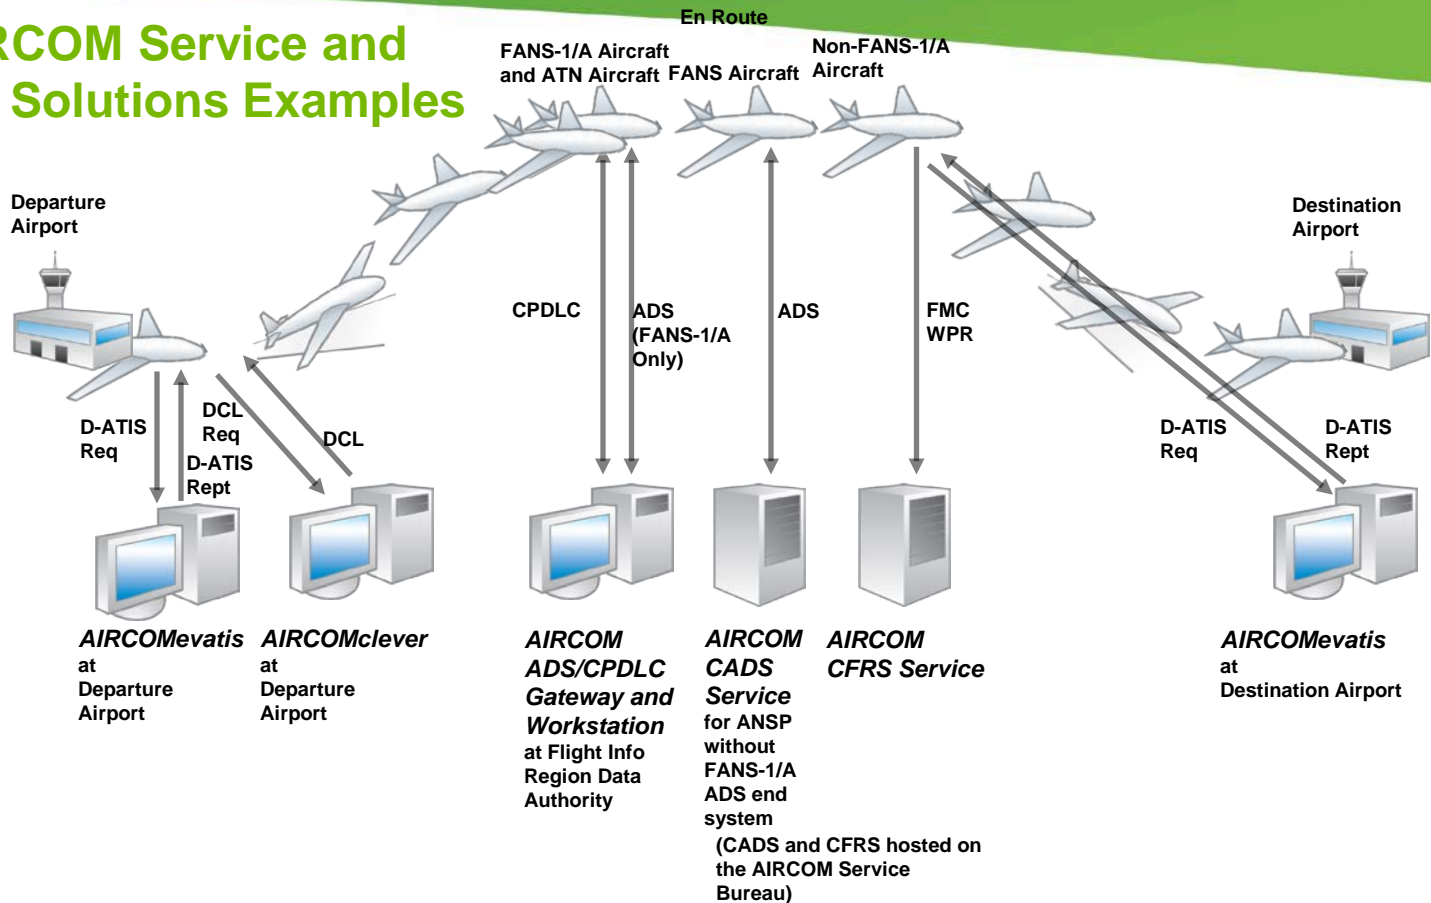 RCOM Service and
Solutions Examples
En Route
FANS-1/A Aircraft
and ATN Aircraft
FANS Aircraft
Non-FANS-1/A
Aircraft
Departure
Airport
Destination
Airport
CPDLC
ADS
(FANS-1/A
Only)
ADS
FMC
WPR
D-ATIS
Req
D-ATIS
Rept
DCL
Req
DCL
D-ATIS
Req
D-ATIS
Rept
AIRCOMevatis
at
Departure
Airport
AIRCOMclever
at
Departure
Airport
AIRCOM
ADS/CPDLC
Gateway and
Workstation
at Flight Info
Region Data
Authority
AIRCOM
CADS
Service
for ANSP
without
FANS-1/A
ADS end
system
(CADS and CFRS hosted on
the AIRCOM Service
Bureau)
AIRCOM
CFRS Service
AIRCOMevatis
at
Destination Airport